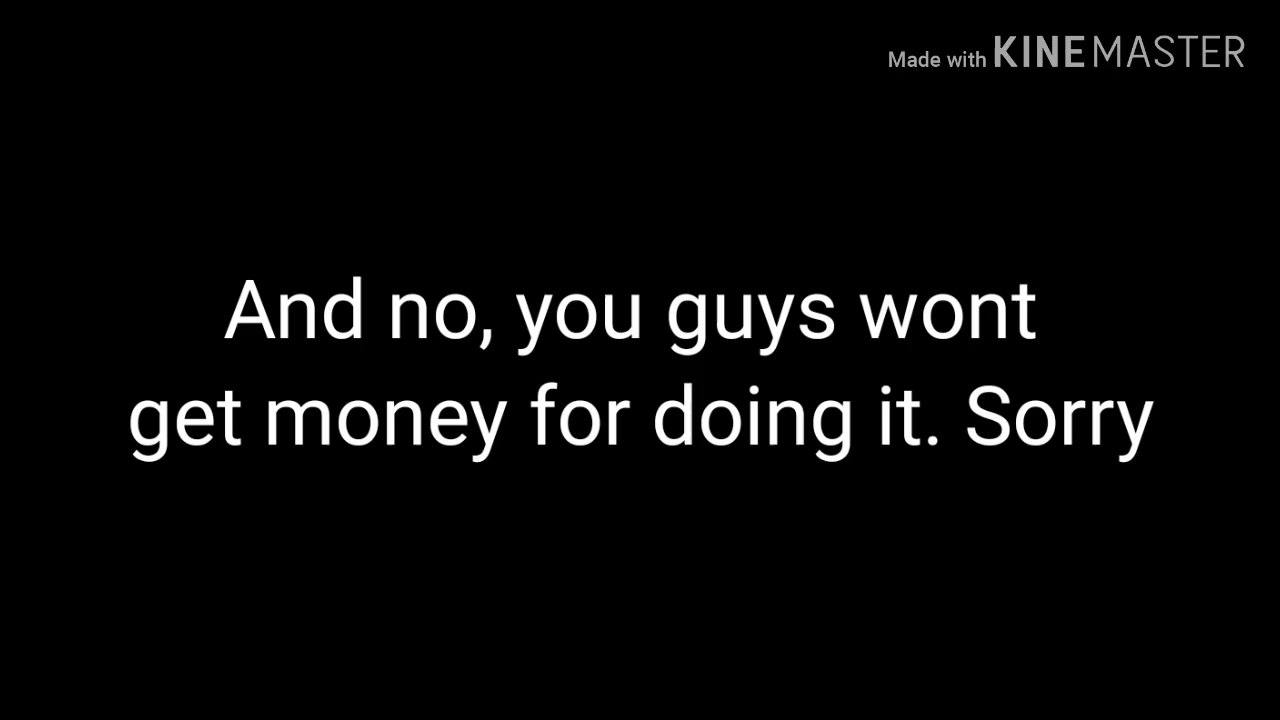 Made with KINEMASTER
And no, you guys wont
get money for doing it. Sorry